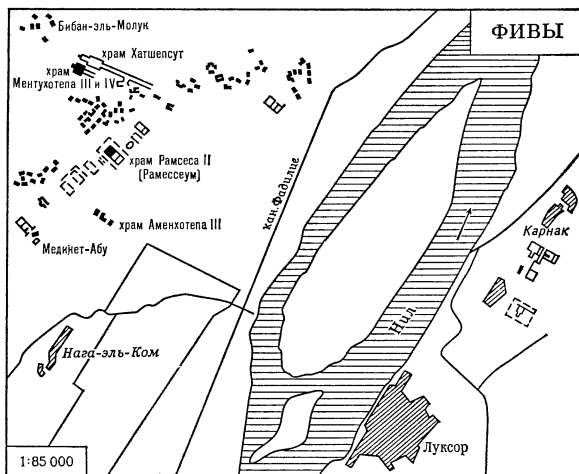 ФИВЫ
Бибан-эль-Молук
храм Хатшепсут
храм
Ментухотепа III и IV
храм Рамсеса II
(Рамессеум)
храм Аменхотепа III
Мединет-Абу
кан. Фадилие
Карнак
Нил
Нага-эль-Ком
Луксор
1:85 000